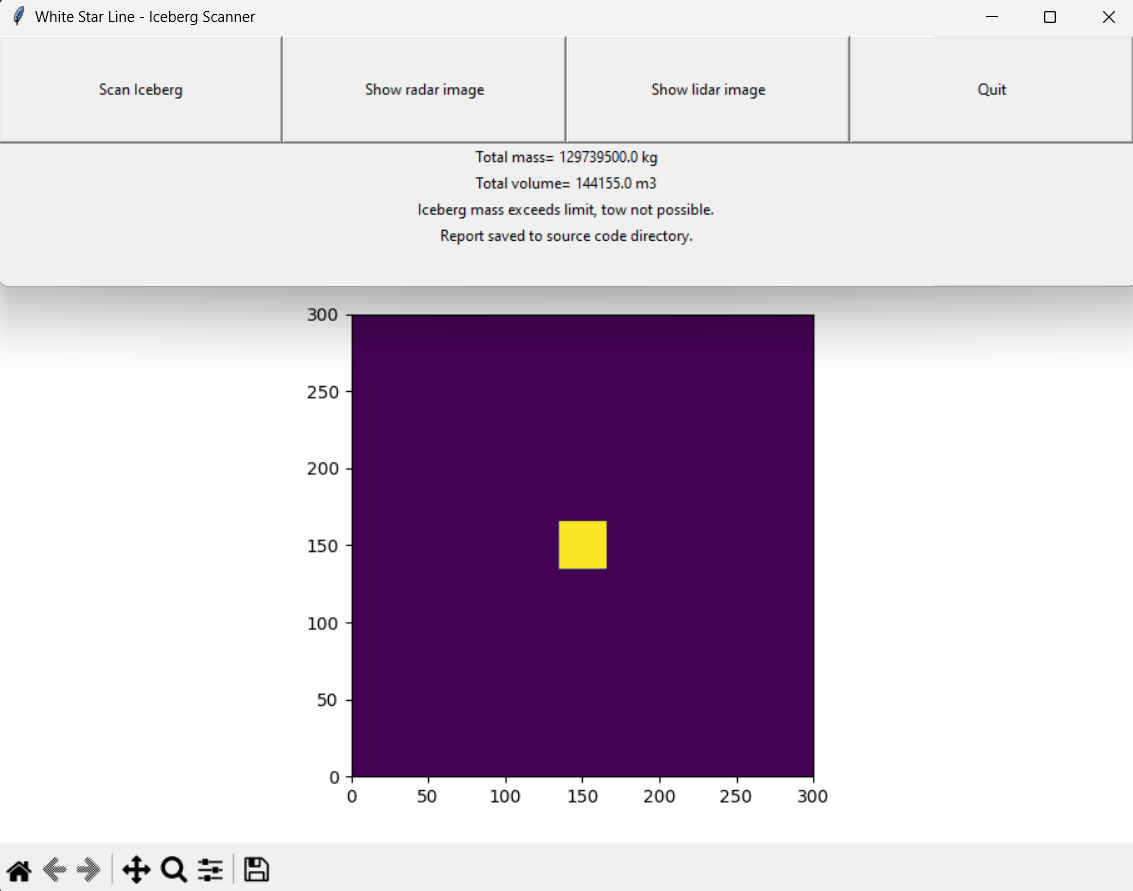 White Star Line - Iceberg Scanner
Scan Iceberg
Show radar image
Show lidar image
Quit
Total mass= 129739500.0 kg
Total volume= 144155.0 m3
Iceberg mass exceeds limit, tow not possible.
Report saved to source code directory.
300
250
200
150
100
50
0
0 50 100 150 200 250 300